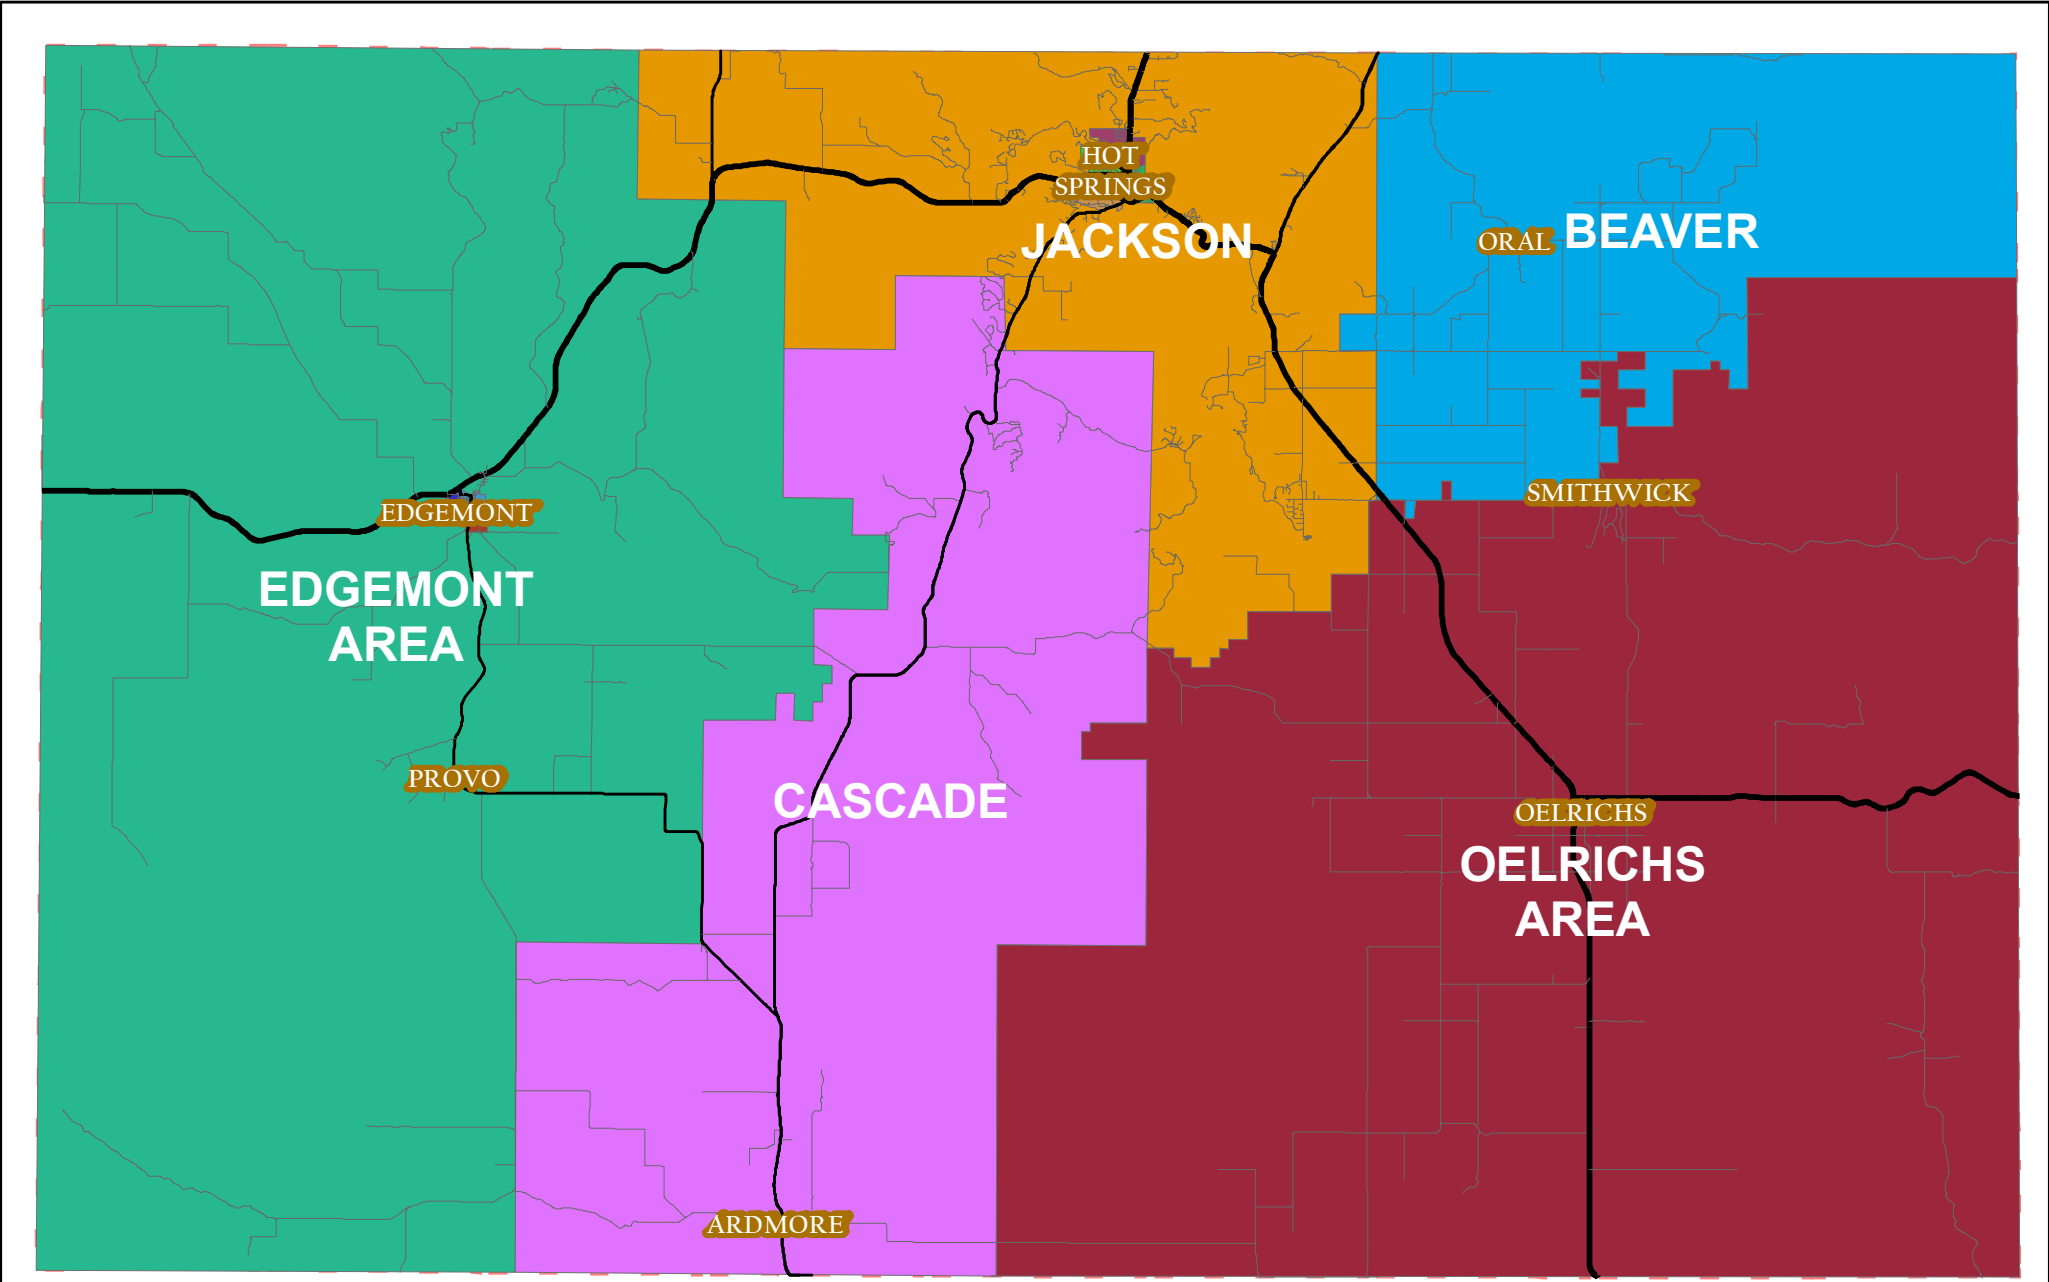 HOT
SPRINGS
JACKSON
ORAL
BEAVER
EDGEMONT
SMITHWICK
EDGEMONT
AREA
PROVO
CASCADE
OELRICHS
OELRICHS
AREA
ARDMORE